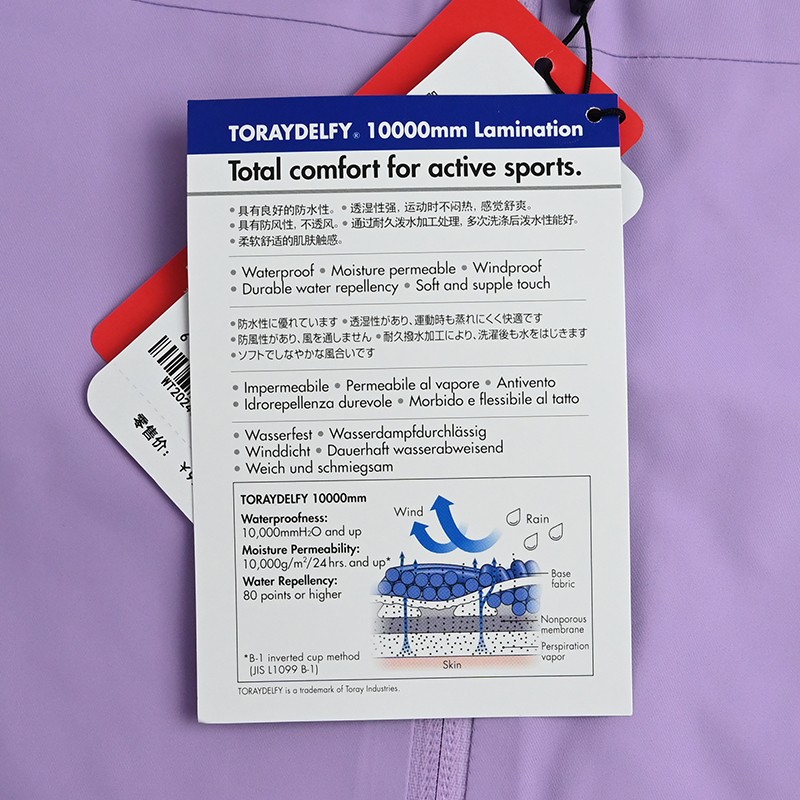 TORAYDELFY® 10000mm Lamination
Total comfort for active sports.
• 具有良好的防水性。 • 透湿性强, 运动时不闷热, 感觉舒爽。
• 具有防风性, 不透风。 • 通过耐久泼水加工处理, 多次洗涤后泼水性能好。
• 柔软舒适的肌肤触感。
• Waterproof • Moisture permeable • Windproof
• Durable water repellency • Soft and supple touch
• 防水性に優れています • 透湿性があり、運動時も蒸れにくく快適です
• 防風性があり、風を通しません • 耐久撥水加工により、洗濯後も水をはじきます
• ソフトでしなやかな風合いです
• Impermeabile • Permeabile al vapore • Antivento
• Idrorepellenza durevole • Morbido e flessibile al tatto
• Wasserfest • Wasserdampfdurchlässig
• Winddicht • Dauerhaft wasserabweisend
• Weich und schmiegsam
TORAYDELFY 10000mm
Waterproofness:
10,000mmH₂O and up
Moisture Permeability:
10,000g/m²/24 hrs. and up*
Water Repellency:
80 points or higher
*B-1 inverted cup method
(JIS L1099 B-1)
Wind
Rain
Base
fabric
Nonporous
membrane
Perspiration
vapor
Skin
TORAYDELFY is a trademark of Toray Industries.
6
WT2024
零售价: